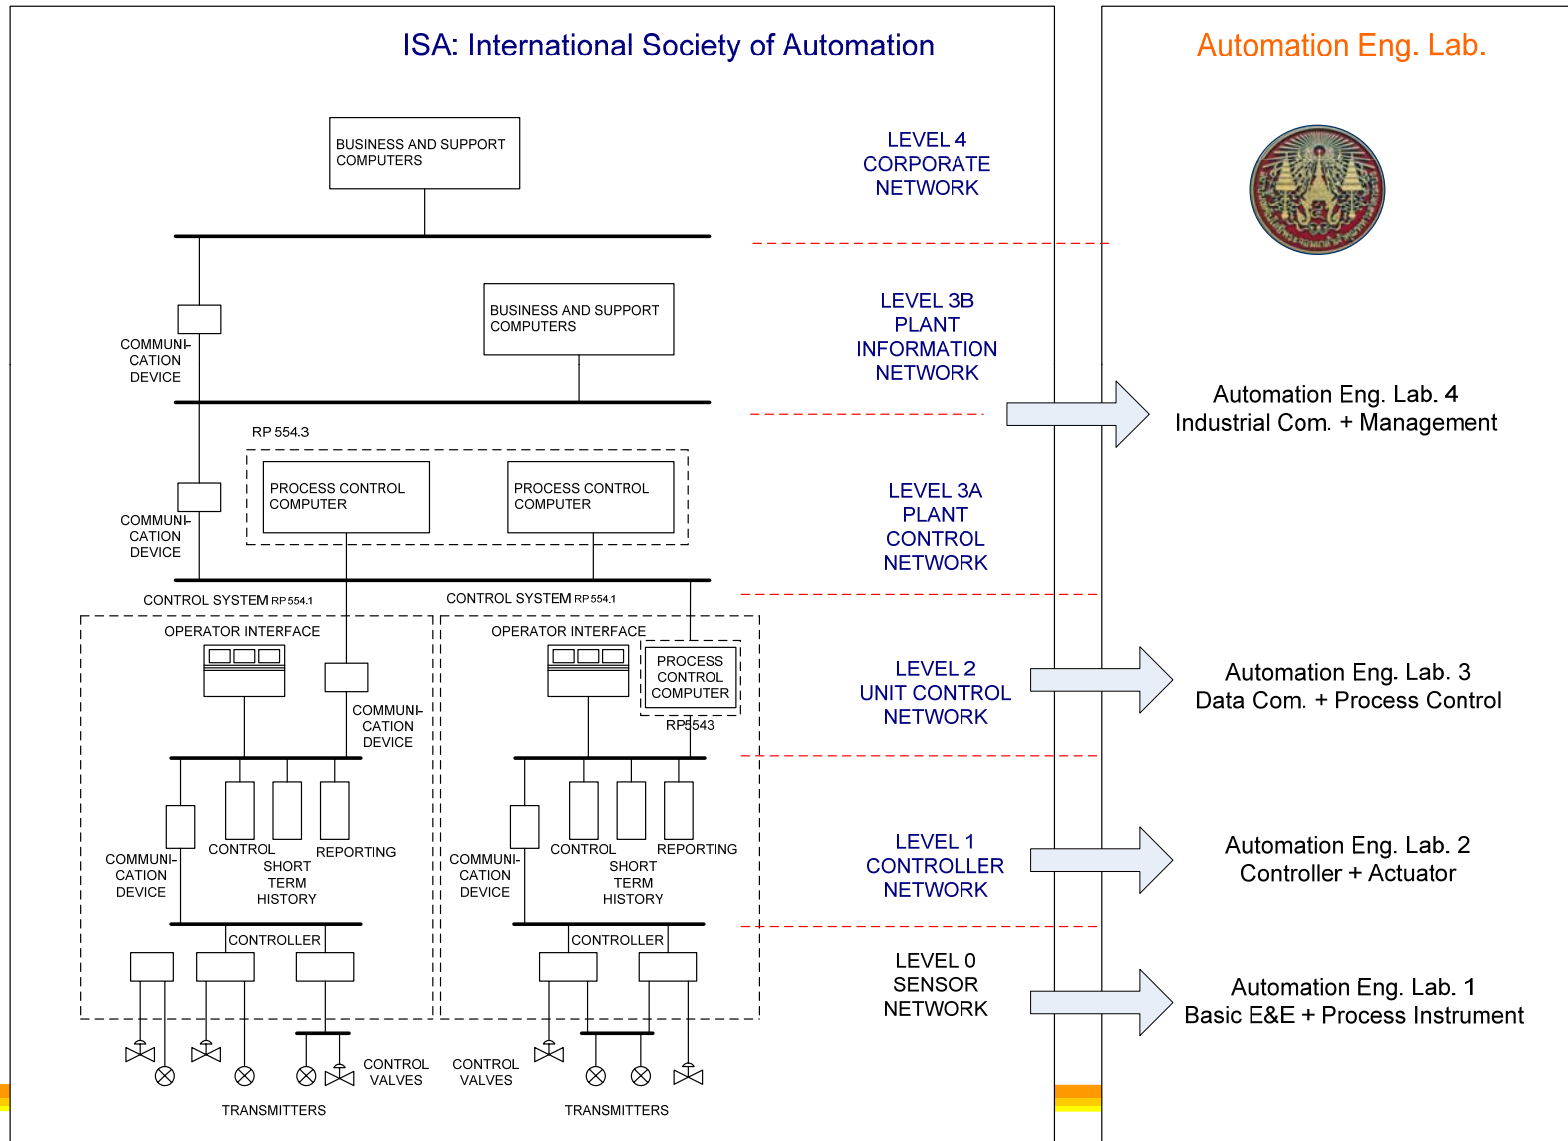 ISA: International Society of Automation
Automation Eng. Lab.
BUSINESS AND SUPPORT
COMPUTERS
LEVEL 4
CORPORATE
NETWORK
BUSINESS AND SUPPORT
COMPUTERS
LEVEL 3B
PLANT
INFORMATION
NETWORK
COMMUNI-
CATION
DEVICE
Automation Eng. Lab. 4
Industrial Com. + Management
RP 554.3
PROCESS CONTROL
COMPUTER
PROCESS CONTROL
COMPUTER
LEVEL 3A
PLANT
CONTROL
NETWORK
COMMUNI-
CATION
DEVICE
CONTROL SYSTEM RP 554.1
CONTROL SYSTEM RP 554.1
OPERATOR INTERFACE
OPERATOR INTERFACE
PROCESS
CONTROL
COMPUTER
RP5543
COMMUNI-
CATION
DEVICE
LEVEL 2
UNIT CONTROL
NETWORK
Automation Eng. Lab. 3
Data Com. + Process Control
COMMUNI-
CATION
DEVICE
CONTROL
SHORT
TERM
HISTORY
REPORTING
COMMUNI-
CATION
DEVICE
CONTROL
SHORT
TERM
HISTORY
REPORTING
LEVEL 1
CONTROLLER
NETWORK
Automation Eng. Lab. 2
Controller + Actuator
CONTROLLER
CONTROLLER
LEVEL 0
SENSOR
NETWORK
Automation Eng. Lab. 1
Basic E&E + Process Instrument
CONTROL
VALVES
CONTROL
VALVES
TRANSMITTERS
TRANSMITTERS